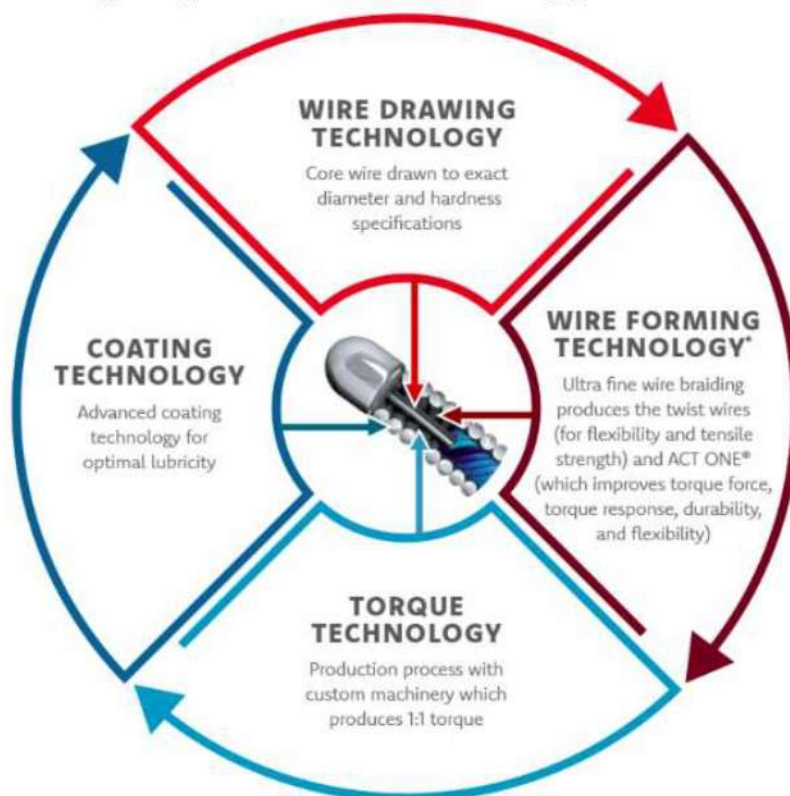 WIRE DRAWING
TECHNOLOGY
Core wire drawn to exact
diameter and hardness
specifications
WIRE FORMING
TECHNOLOGY*
Ultra fine wire braiding
produces the twist wires
(for flexibility and tensile
strength) and ACT ONE®
(which improves torque force,
torque response, durability,
and flexibility)
TORQUE
TECHNOLOGY
Production process with
custom machinery which
produces 1:1 torque
COATING
TECHNOLOGY
Advanced coating
technology for
optimal lubricity